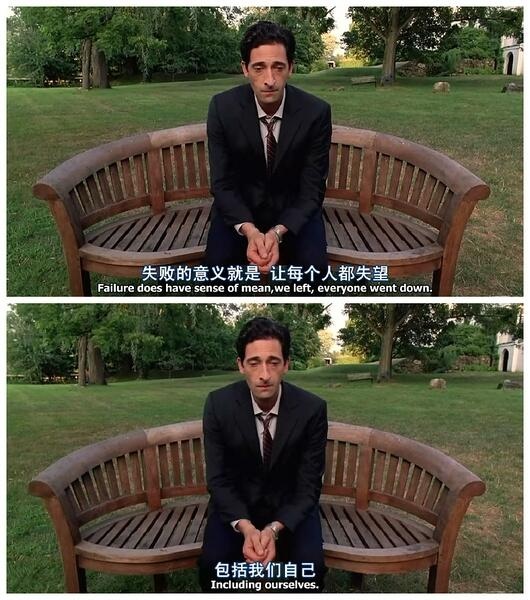 失败的意义就是 让每个人都失望
Failure does have sense of mean,we left, everyone went down.
包括我们自己
Including ourselves.